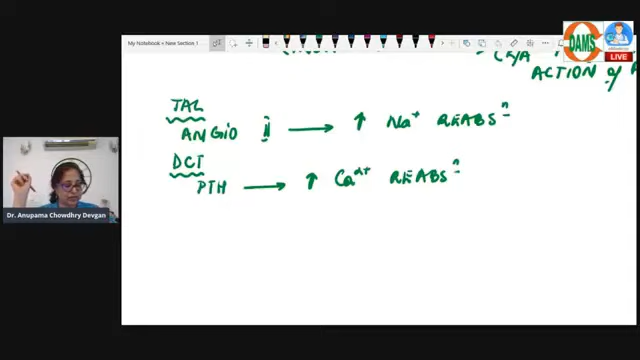 My Notebook > New Section 1
DAMS
LIVE
ACTION of
TAL
ANGIO II → ↑ Na+ REABSn
DCT
PTH → ↑ Ca2+ REABSn
Dr. Anupama Chowdhry Devgan